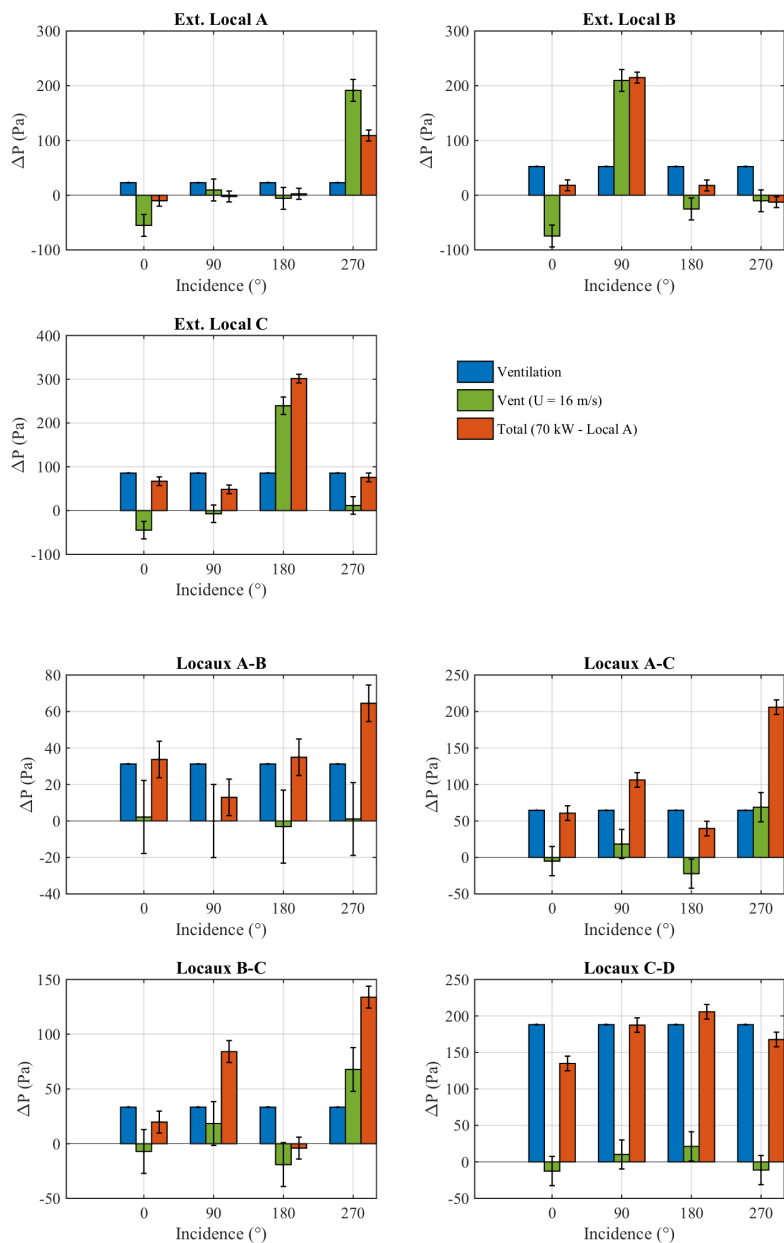 Ext. Local A
300
200
100
0
-100
ΔP (Pa)
0 90 180 270
Incidence (°)
Ext. Local B
300
200
100
0
-100
ΔP (Pa)
0 90 180 270
Incidence (°)
Ext. Local C
400
300
200
100
0
-100
ΔP (Pa)
0 90 180 270
Incidence (°)
Ventilation
Vent (U = 16 m/s)
Total (70 kW - Local A)
Locaux A-B
80
60
40
20
0
-20
-40
ΔP (Pa)
0 90 180 270
Incidence (°)
Locaux A-C
250
200
150
100
50
0
-50
ΔP (Pa)
0 90 180 270
Incidence (°)
Locaux B-C
150
100
50
0
-50
ΔP (Pa)
0 90 180 270
Incidence (°)
Locaux C-D
250
200
150
100
50
0
-50
ΔP (Pa)
0 90 180 270
Incidence (°)